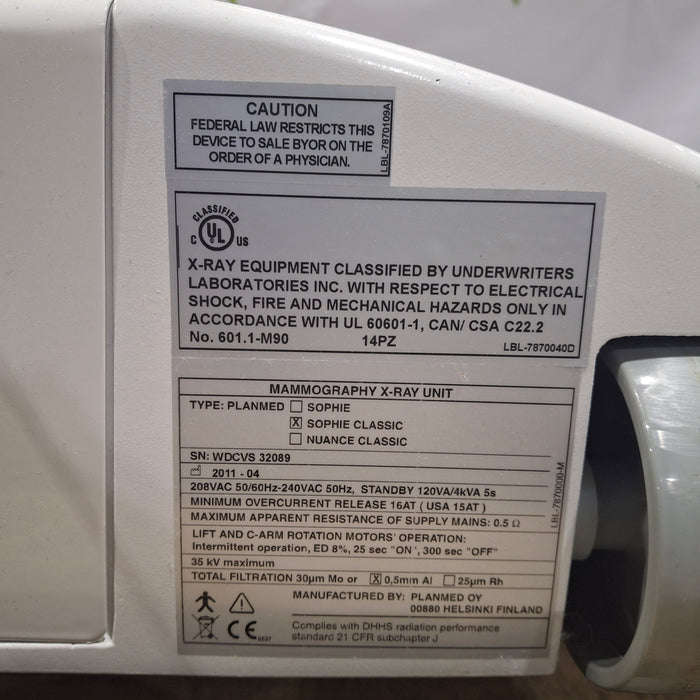 CAUTION
FEDERAL LAW RESTRICTS THIS
DEVICE TO SALE BYOR ON THE
ORDER OF A PHYSICIAN.
LBL-7870109A
CLASSIFIED
C UL US
X-RAY EQUIPMENT CLASSIFIED BY UNDERWRITERS
LABORATORIES INC. WITH RESPECT TO ELECTRICAL
SHOCK, FIRE AND MECHANICAL HAZARDS ONLY IN
ACCORDANCE WITH UL 60601-1, CAN/ CSA C22.2
No. 601.1-M90 14PZ
LBL-7870040D
MAMMOGRAPHY X-RAY UNIT
TYPE: PLANMED ☐ SOPHIE
☒ SOPHIE CLASSIC
☐ NUANCE CLASSIC
SN: WDCVS 32089
2011 - 04
208VAC 50/60Hz-240VAC 50Hz, STANDBY 120VA/4kVA 5s
MINIMUM OVERCURRENT RELEASE 16AT ( USA 15AT )
MAXIMUM APPARENT RESISTANCE OF SUPPLY MAINS: 0.5 Ω
LIFT AND C-ARM ROTATION MOTORS' OPERATION:
Intermittent operation, ED 8%, 25 sec "ON", 300 sec "OFF"
35 kV maximum
TOTAL FILTRATION 30µm Mo or ☒ 0,5mm Al ☐ 25µm Rh
MANUFACTURED BY: PLANMED OY
00880 HELSINKI FINLAND
CE 0537
Complies with DHHS radiation performance
standard 21 CFR subchapter J
LBL-7870000-M